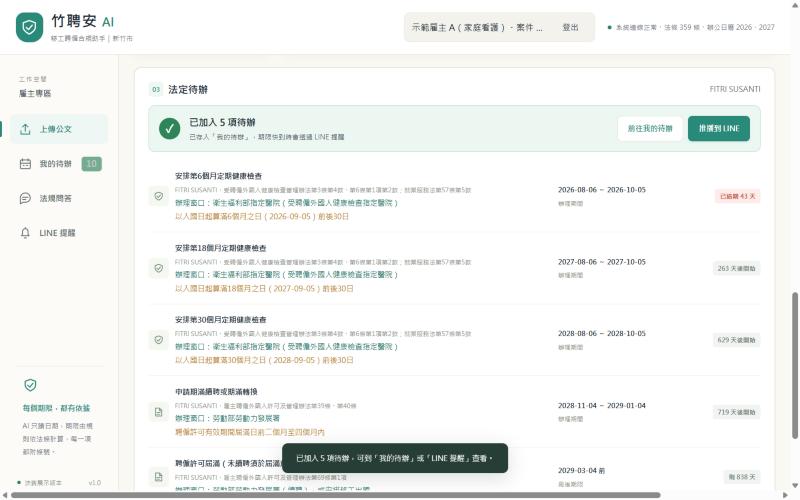 竹聘安 AI
移工聘僱合規助手 | 新竹市
示範雇主 A（家庭看護）- 案件 ...
登出
系統連線正常，法條 359 條，辦公日曆 2026 - 2027
工作空間
雇主專區
上傳公文
我的待辦
10
法規問答
LINE 提醒
每個期限，都有依據
AI 只讀日期，期限由規
則依法條計算，每一項
都附條號。
法扶展示版本
v1.0
03
法定待辦
FITRI SUSANTI
已加入 5 項待辦
已存入「我的待辦」，期限快到時會透過 LINE 提醒
前往我的待辦
推播到 LINE
安排第6個月定期健康檢查
FITRI SUSANTI．受聘僱外國人健康檢查管理辦法第3條第4款、第6條第1項第2款；就業服務法第57條第5款
辦理窗口：衛生福利部指定醫院（受聘僱外國人健康檢查指定醫院）
以入國日起算滿6個月之日（2026-09-05）前後30日
2026-08-06 ~ 2026-10-05
辦理期間
已逾期 43 天
安排第18個月定期健康檢查
FITRI SUSANTI．受聘僱外國人健康檢查管理辦法第3條第4款、第6條第1項第2款；就業服務法第57條第5款
辦理窗口：衛生福利部指定醫院（受聘僱外國人健康檢查指定醫院）
以入國日起算滿18個月之日（2027-09-05）前後30日
2027-08-06 ~ 2027-10-05
辦理期間
263 天後開始
安排第30個月定期健康檢查
FITRI SUSANTI．受聘僱外國人健康檢查管理辦法第3條第4款、第6條第1項第2款；就業服務法第57條第5款
辦理窗口：衛生福利部指定醫院（受聘僱外國人健康檢查指定醫院）
以入國日起算滿30個月之日（2028-09-05）前後30日
2028-08-06 ~ 2028-10-05
辦理期間
629 天後開始
申請期滿續聘或期滿轉換
FITRI SUSANTI．雇主聘僱外國人許可及管理辦法第39條、第40條
辦理窗口：勞動部勞動力發展署
聘僱許可有效期間屆滿日前二個月至四個月內
2028-11-04 ~ 2029-01-04
辦理期間
719 天後開始
聘僱許可屆滿（未續聘須於屆滿
2029-03-04 前
最後期限
剩 838 天
已加入 5 項待辦，可到「我的待辦」或「LINE 提醒」查看。